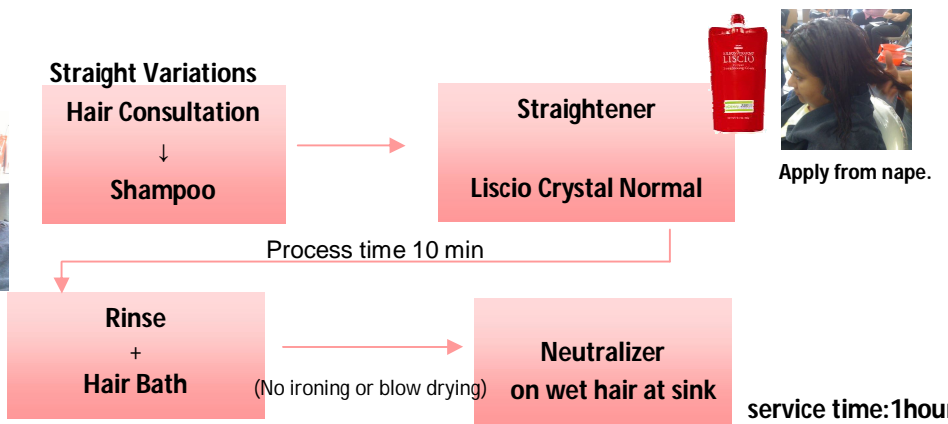 Straight Variations
Hair Consultation
↓
Shampoo
Straightener
Liscio Crystal Normal
LISCIO
Apply from nape.
Process time 10 min
Rinse
+
Hair Bath
(No ironing or blow drying)
Neutralizer
on wet hair at sink
service time:1hour